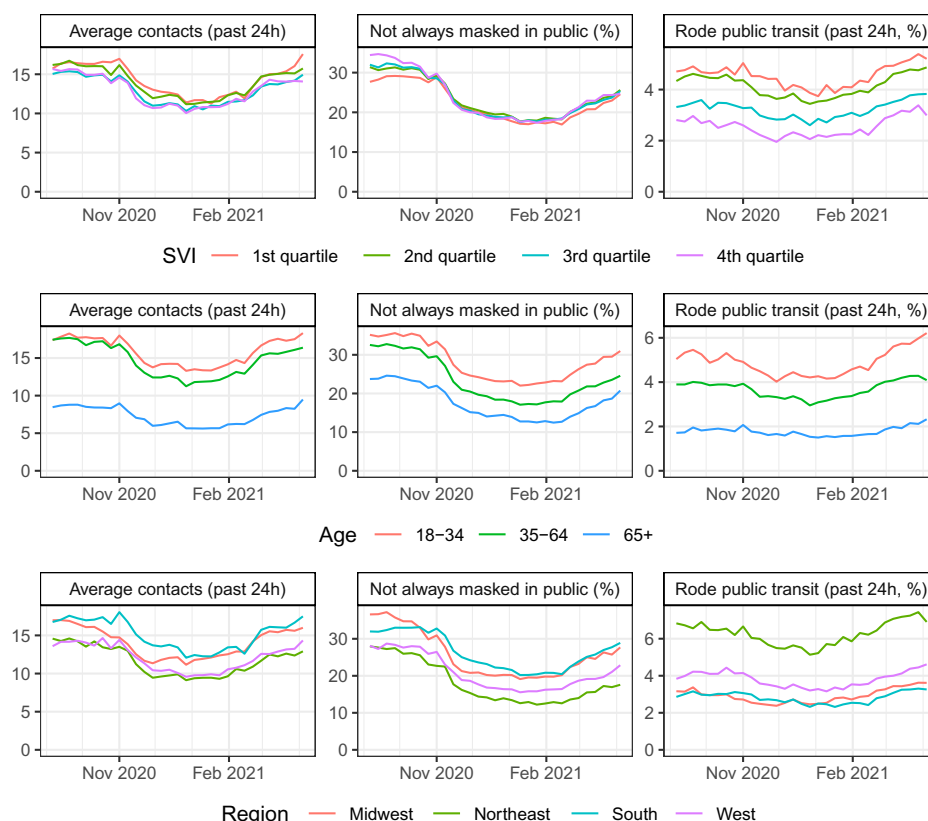 Average contacts (past 24h) Not always masked in public (%) Rode public transit (past 24h, %)
15 30 4
10 20 2
5 10
0 0 0
Nov 2020 Feb 2021 Nov 2020 Feb 2021 Nov 2020 Feb 2021
SVI 1st quartile 2nd quartile 3rd quartile 4th quartile
Average contacts (past 24h) Not always masked in public (%) Rode public transit (past 24h, %)
15 30 6
10 20 4
5 10 2
0 0 0
Nov 2020 Feb 2021 Nov 2020 Feb 2021 Nov 2020 Feb 2021
Age 18−34 35−64 65+
Average contacts (past 24h) Not always masked in public (%) Rode public transit (past 24h, %)
15 30 6
10 20 4
5 10 2
0 0 0
Nov 2020 Feb 2021 Nov 2020 Feb 2021 Nov 2020 Feb 2021
Region Midwest Northeast South West